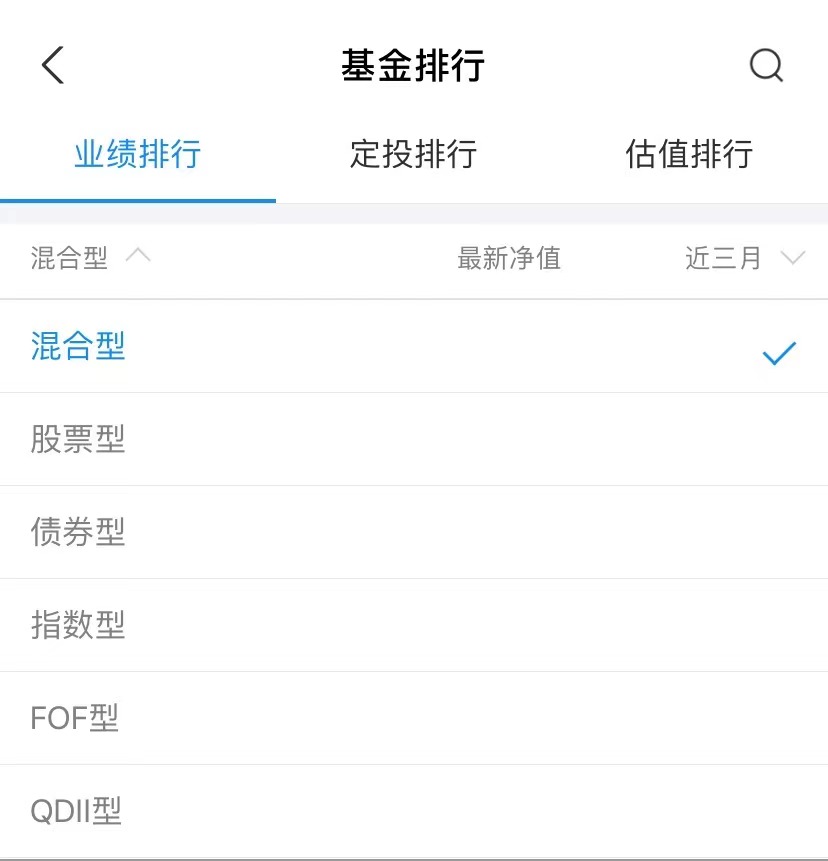 基金排行
业绩排行 定投排行 估值排行
混合型 最新净值 近三月
混合型
股票型
债券型
指数型
FOF型
QDII型